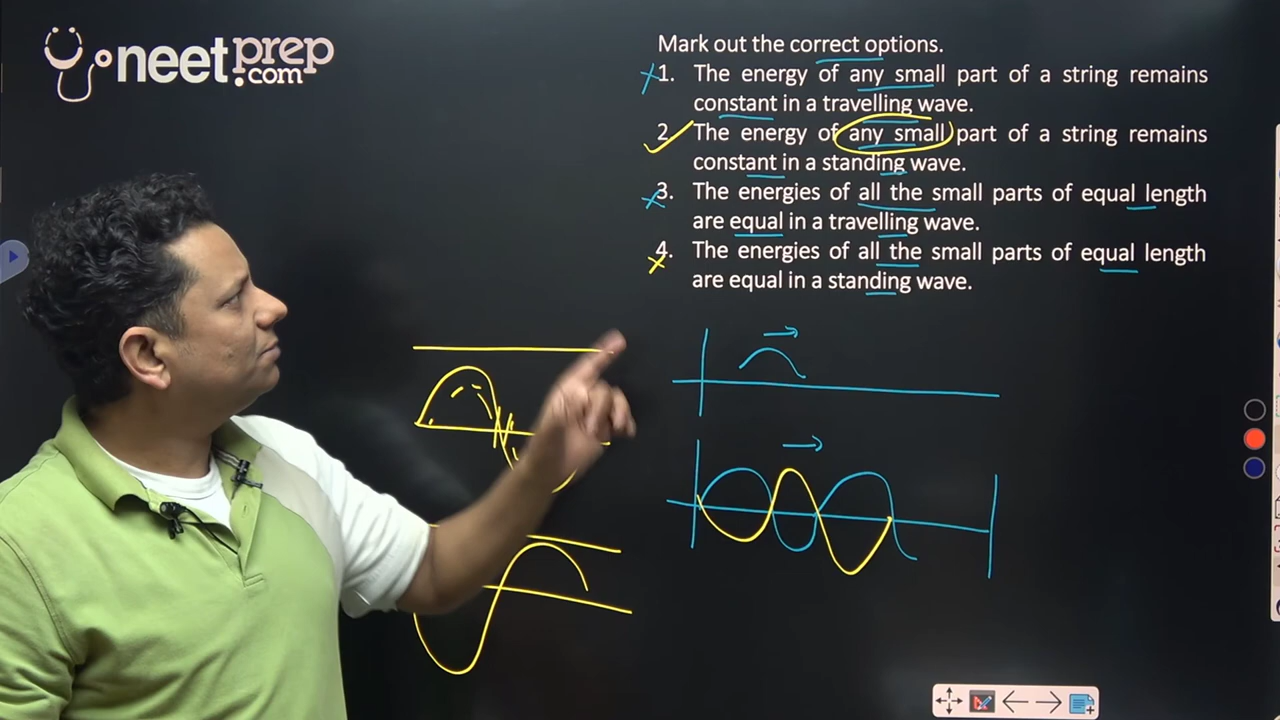 neetprep
.com
Mark out the correct options.
1. The energy of any small part of a string remains
constant in a travelling wave.
2. The energy of any small part of a string remains
constant in a standing wave.
3. The energies of all the small parts of equal length
are equal in a travelling wave.
4. The energies of all the small parts of equal length
are equal in a standing wave.